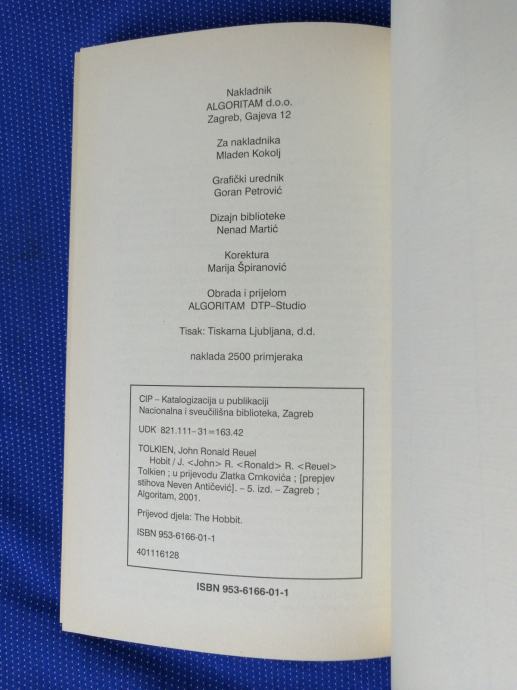 Nakladnik
ALGORITAM d.o.o.
Zagreb, Gajeva 12
Za nakladnika
Mladen Kokolj
Grafički urednik
Goran Petrović
Dizajn biblioteke
Nenad Martić
Korektura
Marija Špiranović
Obrada i prijelom
ALGORITAM DTP–Studio
Tisak: Tiskarna Ljubljana, d.d.
naklada 2500 primjeraka
CIP – Katalogizacija u publikaciji
Nacionalna i sveučilišna biblioteka, Zagreb
UDK 821.111–31=163.42
TOLKIEN, John Ronald Reuel
Hobit / J. <John> R. <Ronald> R. <Reuel>
Tolkien ; u prijevodu Zlatka Crnkovića ; [prepjev
stihova Neven Antičević]. – 5. izd. – Zagreb ;
Algoritam, 2001.
Prijevod djela: The Hobbit.
ISBN 953-6166-01-1
401116128
ISBN 953-6166-01-1